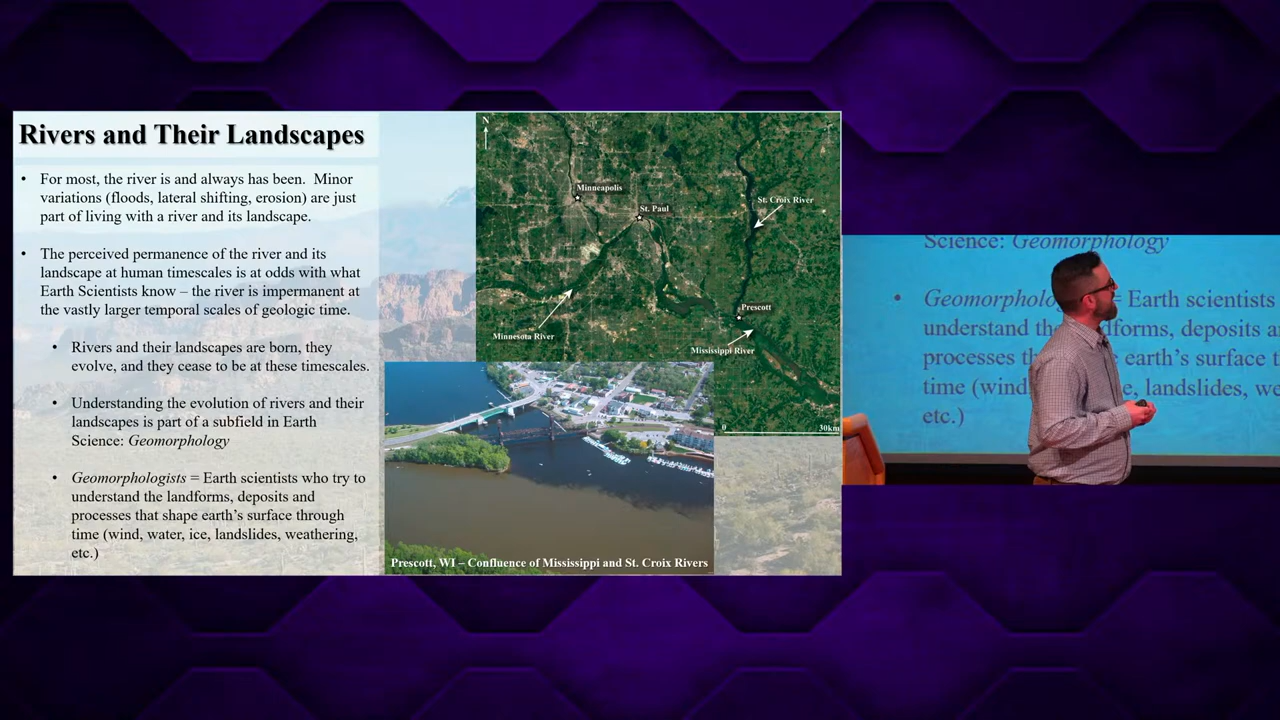 Rivers and Their Landscapes
• For most, the river is and always has been. Minor
variations (floods, lateral shifting, erosion) are just
part of living with a river and its landscape.
• The perceived permanence of the river and its
landscape at human timescales is at odds with what
Earth Scientists know – the river is impermanent at
the vastly larger temporal scales of geologic time.
• Rivers and their landscapes are born, they
evolve, and they cease to be at these timescales.
• Understanding the evolution of rivers and their
landscapes is part of a subfield in Earth
Science: Geomorphology
• Geomorphologists = Earth scientists who try to
understand the landforms, deposits and
processes that shape earth's surface through
time (wind, water, ice, landslides, weathering,
etc.)
N
Minneapolis
St. Paul
St. Croix River
Prescott
Minnesota River
Mississippi River
0 30km
Prescott, WI – Confluence of Mississippi and St. Croix Rivers
Science: Geomorphology
• Geomorpholo = Earth scientists
understand th dforms, deposits a
processes th earth's surface t
time (wind, e, landslides, we
etc.)